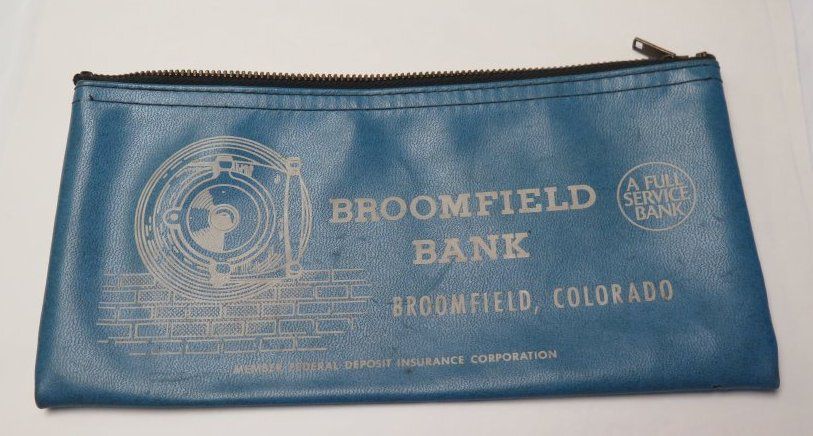 BROOMFIELD
BANK
A FULL
SERVICE
BANK
BROOMFIELD, COLORADO
MEMBER FEDERAL DEPOSIT INSURANCE CORPORATION